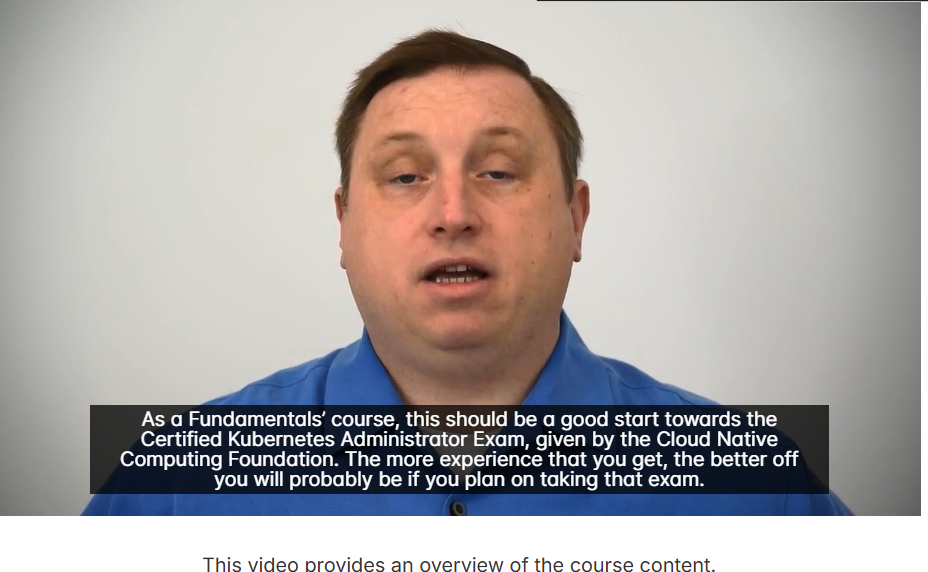 As a Fundamentals’ course, this should be a good start towards the
Certified Kubernetes Administrator Exam, given by the Cloud Native
Computing Foundation. The more experience that you get, the better off
you will probably be if you plan on taking that exam.
This video provides an overview of the course content.